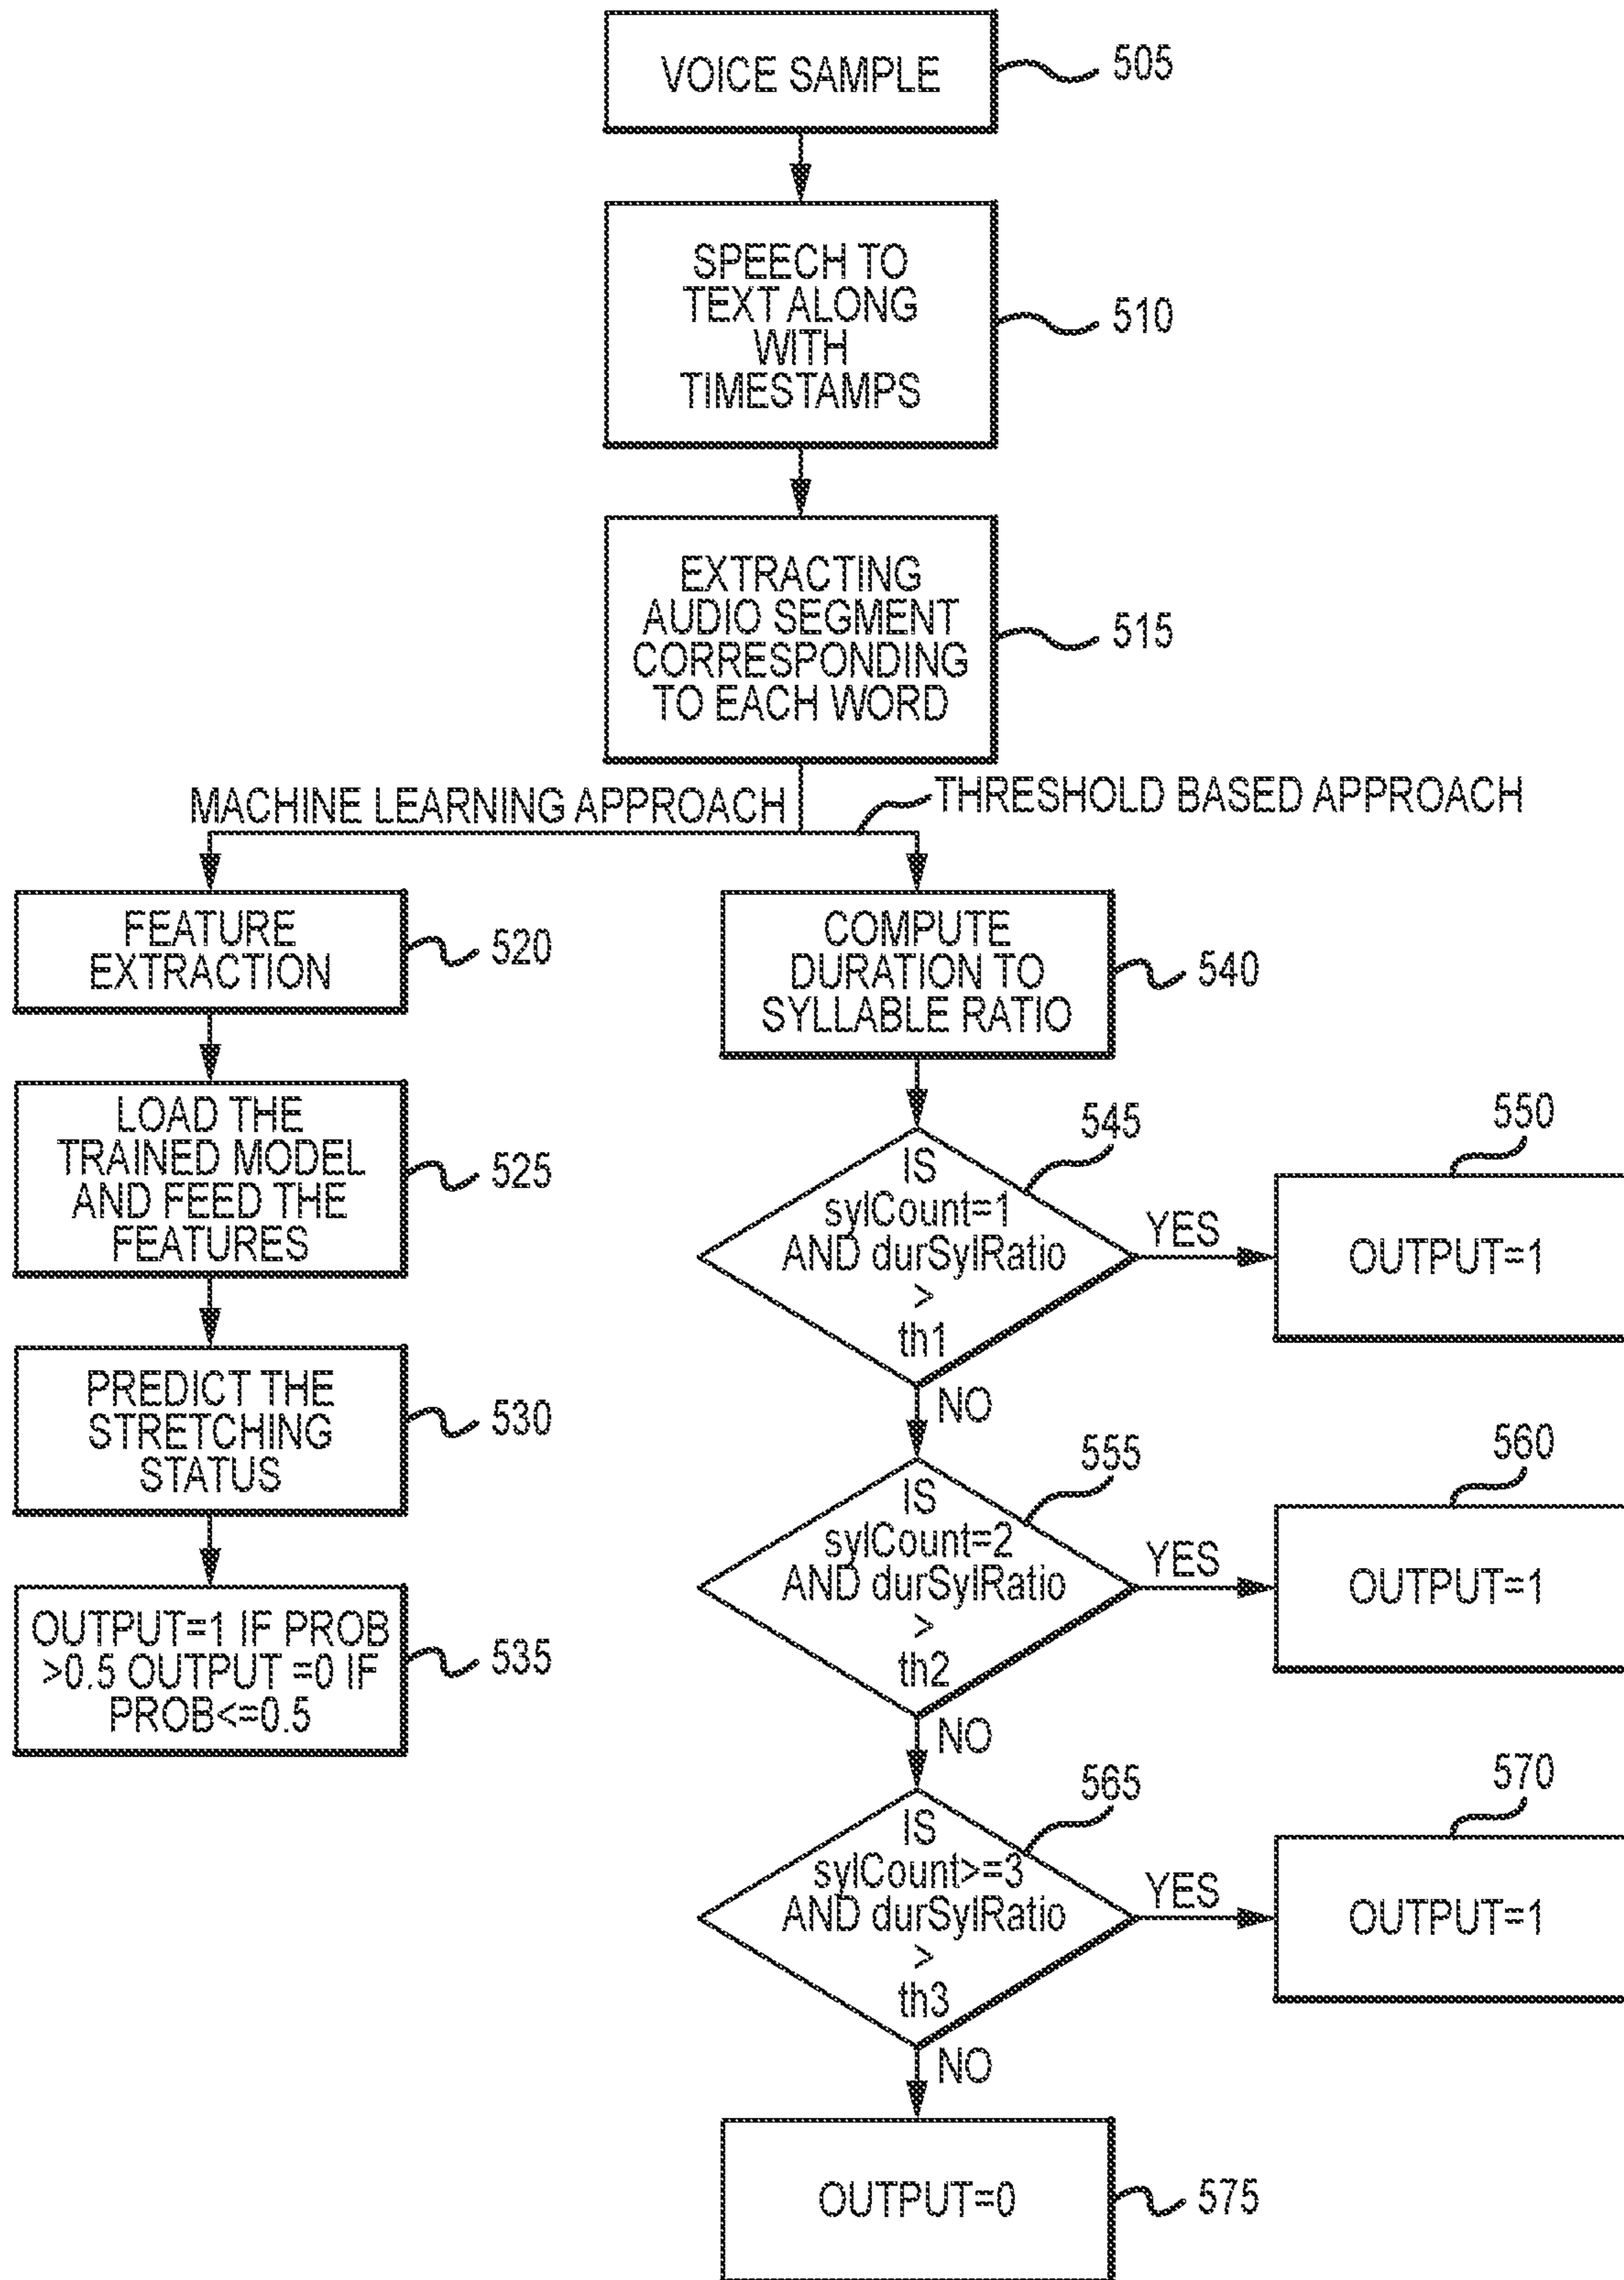 VOICE SAMPLE
505
SPEECH TO
TEXT ALONG
WITH
TIMESTAMPS
510
EXTRACTING
AUDIO SEGMENT
CORRESPONDING
TO EACH WORD
515
MACHINE LEARNING APPROACH
THRESHOLD BASED APPROACH
FEATURE
EXTRACTION
520
LOAD THE
TRAINED MODEL
AND FEED THE
FEATURES
525
PREDICT THE
STRETCHING
STATUS
530
OUTPUT=1 IF PROB
>0.5 OUTPUT =0 IF
PROB<=0.5
535
COMPUTE
DURATION TO
SYLLABLE RATIO
540
IS
sylCount=1
AND durSylRatio
>
th1
545
YES
OUTPUT=1
550
NO
IS
sylCount=2
AND durSylRatio
>
th2
555
YES
OUTPUT=1
560
NO
IS
sylCount>=3
AND durSylRatio
>
th3
565
YES
OUTPUT=1
570
NO
OUTPUT=0
575